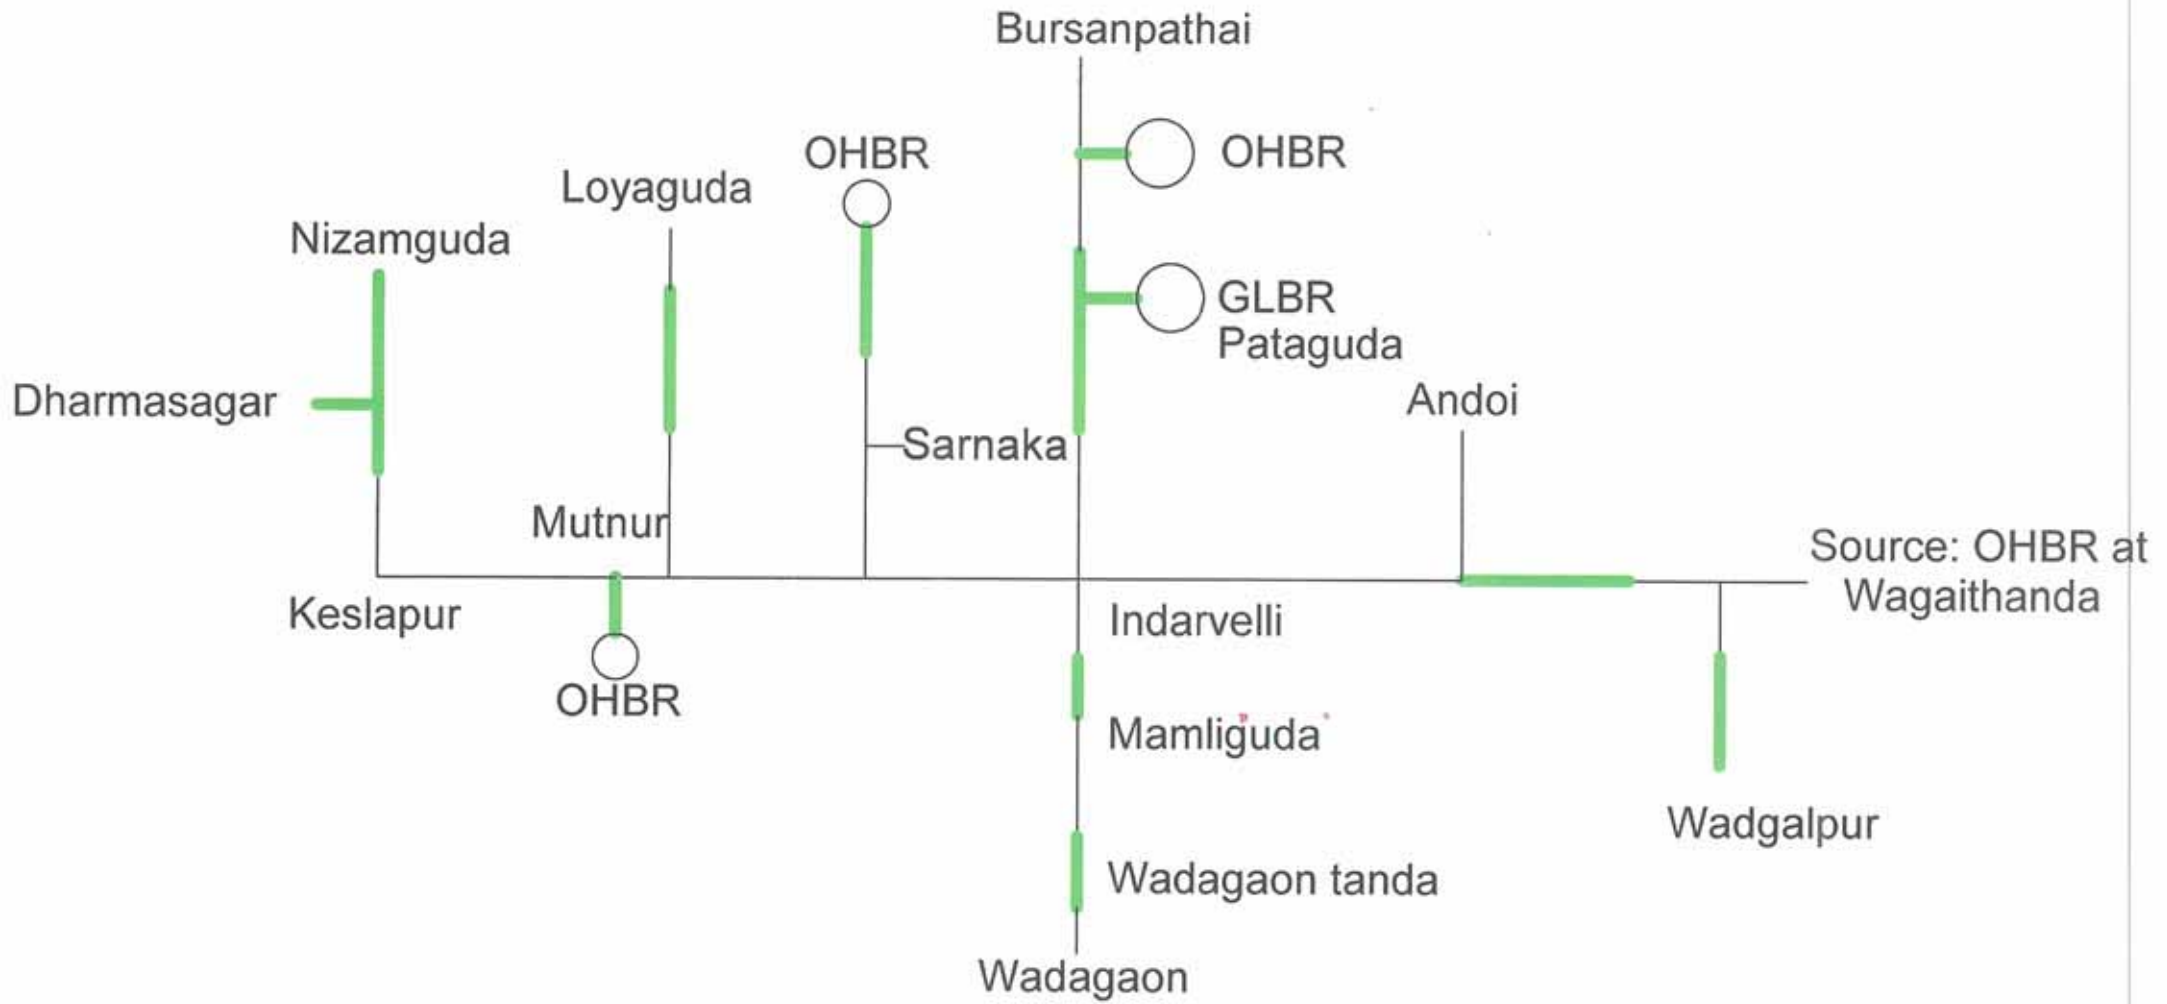 Bursanpathai
OHBR
OHBR
Loyaguda
Nizamguda
GLBR
Pataguda
Dharmasagar
Andoi
Sarnaka
Mutnur
Source: OHBR at
Wagaithanda
Keslapur
Indarvelli
OHBR
Mamliguda
Wadgalpur
Wadagaon tanda
Wadagaon